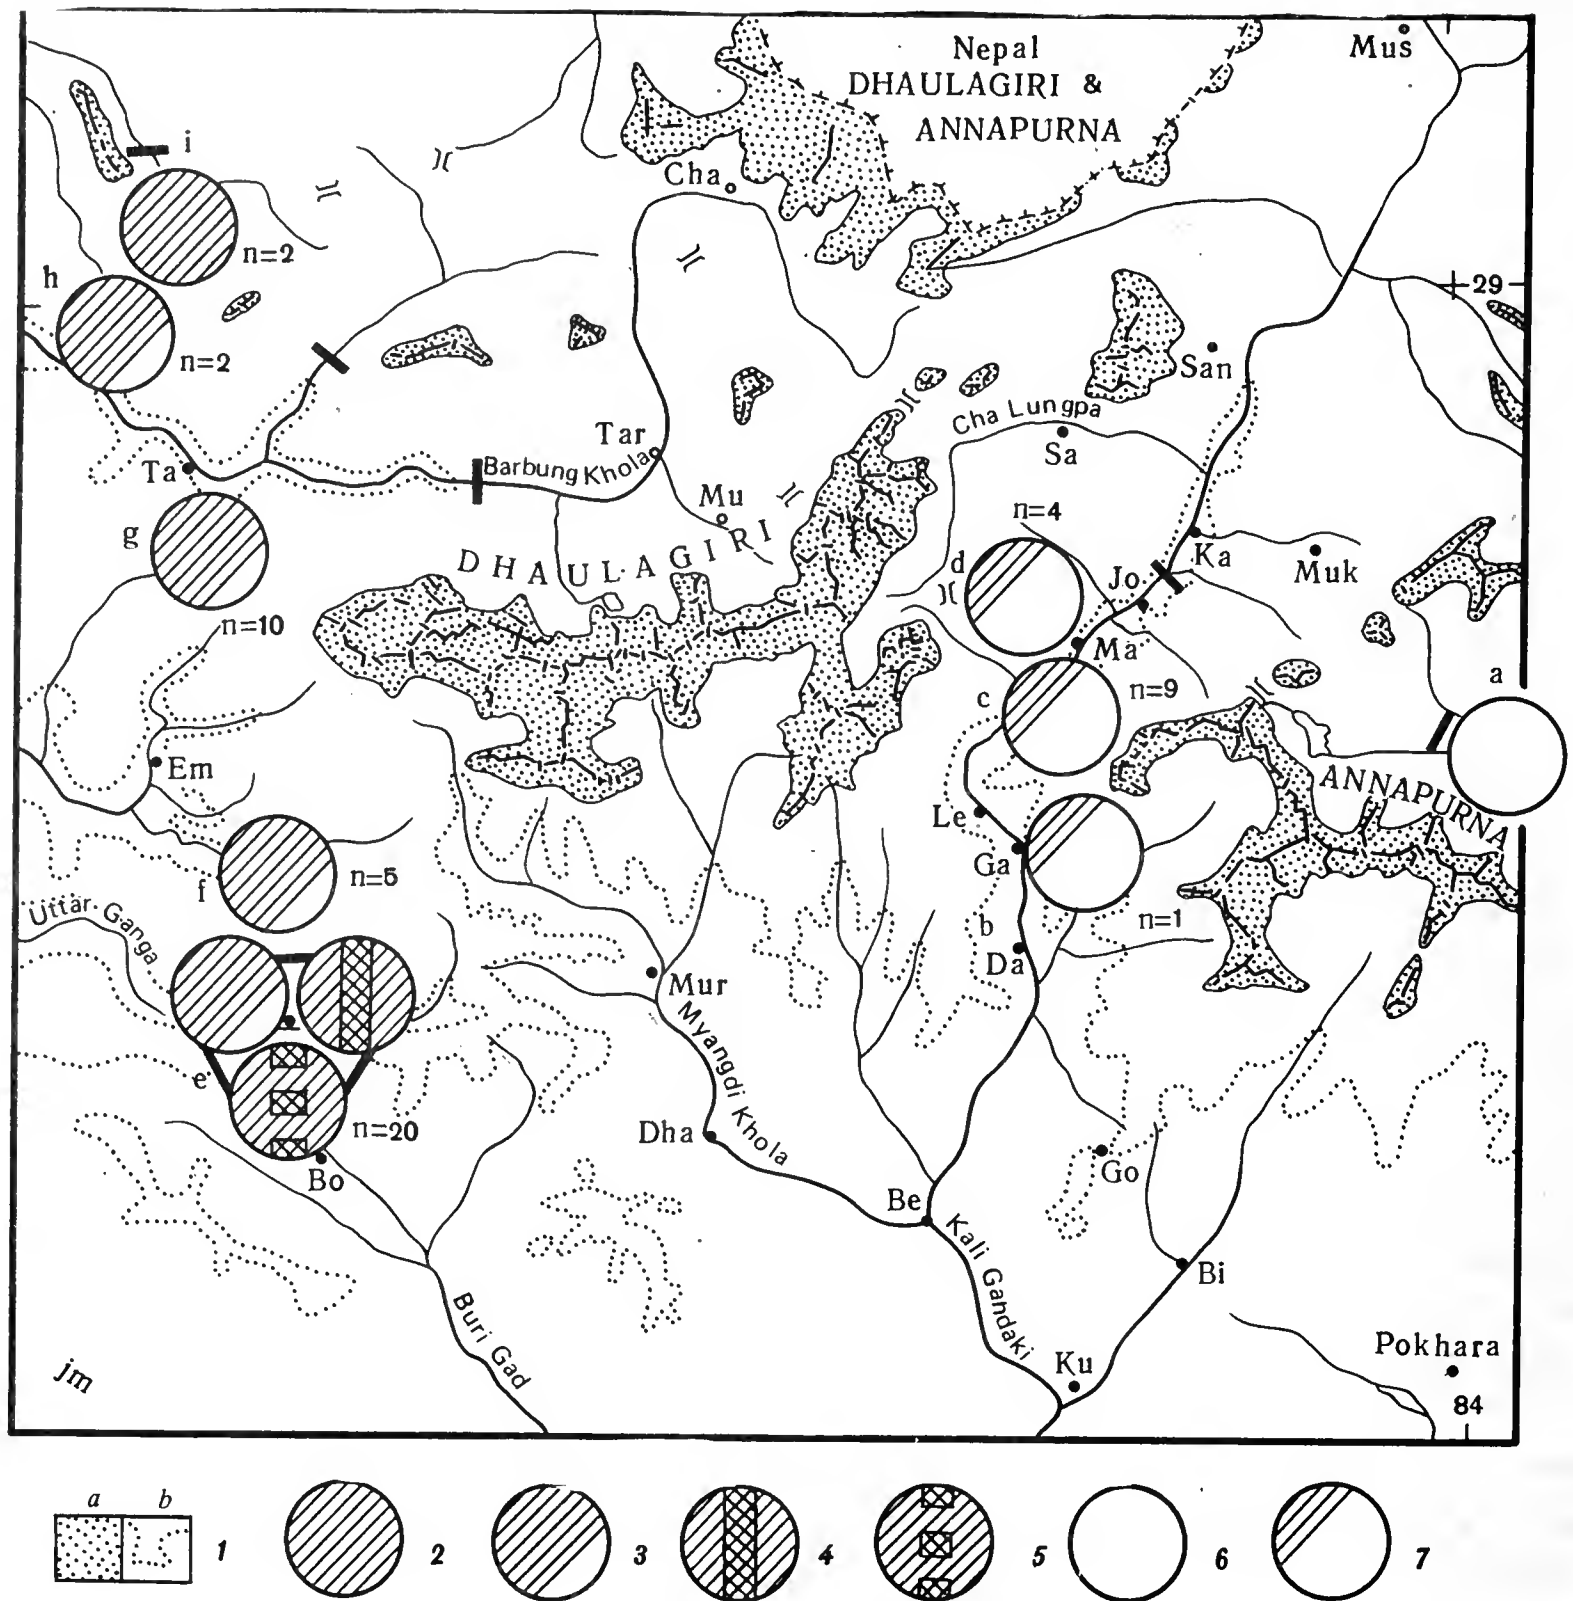 Nepal
DHAULAGIRI &
ANNAPURNA
Mus
i
n=2
Cha
h
n=2
29
San
Cha Lungpa
Sa
Tar
Ta
Barbung Khola
Mu
DHAULAGIRI
g
n=10
n=4
d
Jo
Ka
Muk
Ma
c
n=9
a
Em
ANNAPURNA
Le
Ga
f
n=5
n=1
b
Da
Uttar Ganga
Mur
Myangdi Khola
e
n=20
Bo
Dha
Go
Be
Kali Gandaki
Bi
Buri Gad
Ku
Pokhara
84
jm
a b
1 2 3 4 5 6 7